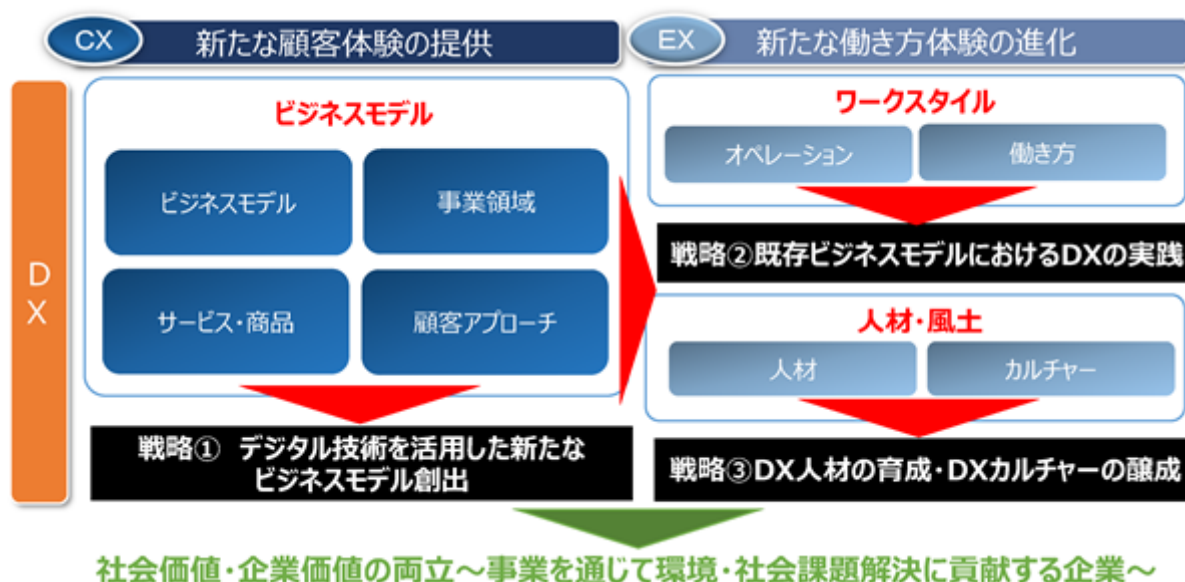 CX
新たな顧客体験の提供
EX
新たな働き方体験の進化
DX
ビジネスモデル
ビジネスモデル
事業領域
サービス・商品
顧客アプローチ
戦略① デジタル技術を活用した新たな
ビジネスモデル創出
ワークスタイル
オペレーション
働き方
戦略②既存ビジネスモデルにおけるDXの実践
人材・風土
人材
カルチャー
戦略③DX人材の育成・DXカルチャーの醸成
社会価値・企業価値の両立～事業を通じて環境・社会課題解決に貢献する企業～